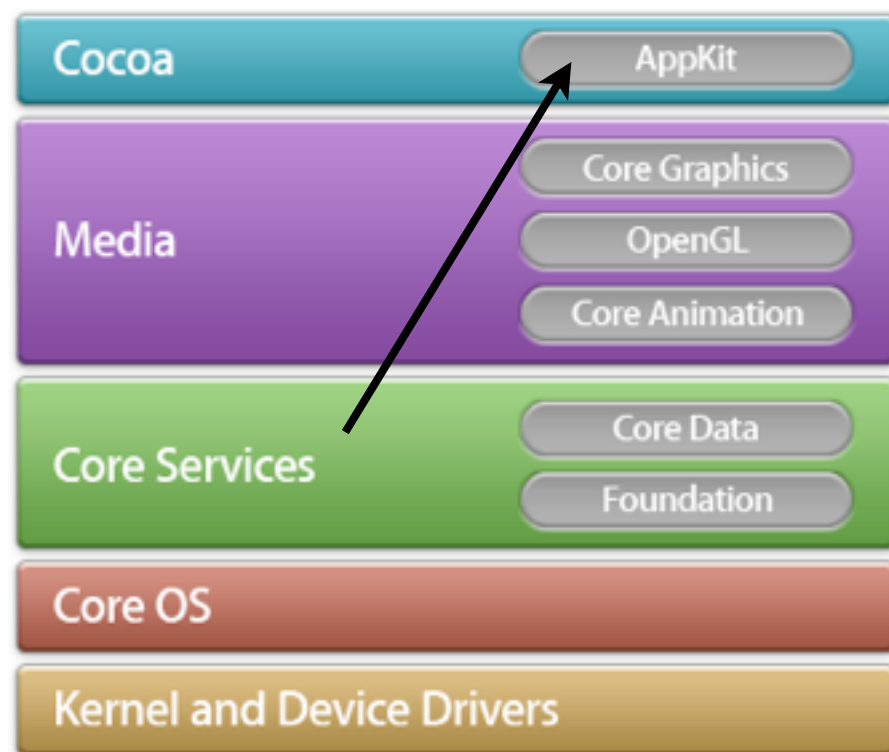 Cocoa
AppKit
Media
Core Graphics
OpenGL
Core Animation
Core Services
Core Data
Foundation
Core OS
Kernel and Device Drivers